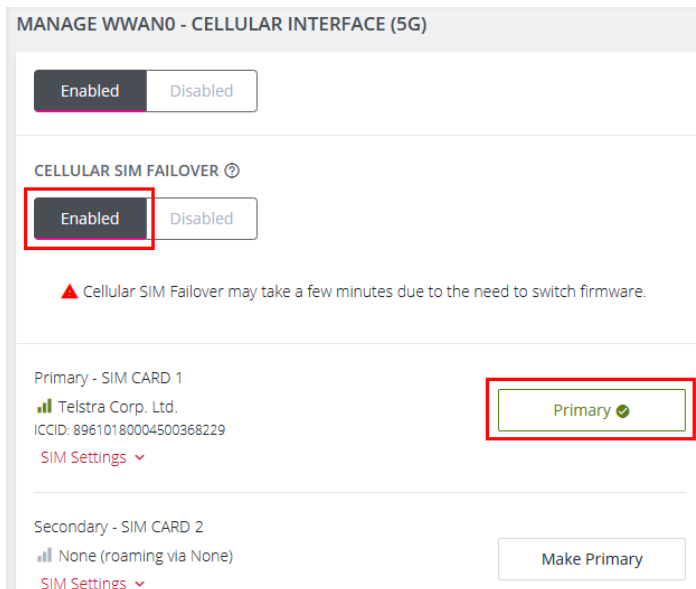 MANAGE WWAN0 - CELLULAR INTERFACE (5G)
Enabled Disabled
CELLULAR SIM FAILOVER
Enabled Disabled
Cellular SIM Failover may take a few minutes due to the need to switch firmware.
Primary - SIM CARD 1
Telstra Corp. Ltd.
ICCID: 89610180004500368229
SIM Settings
Primary
Secondary - SIM CARD 2
None (roaming via None)
SIM Settings
Make Primary